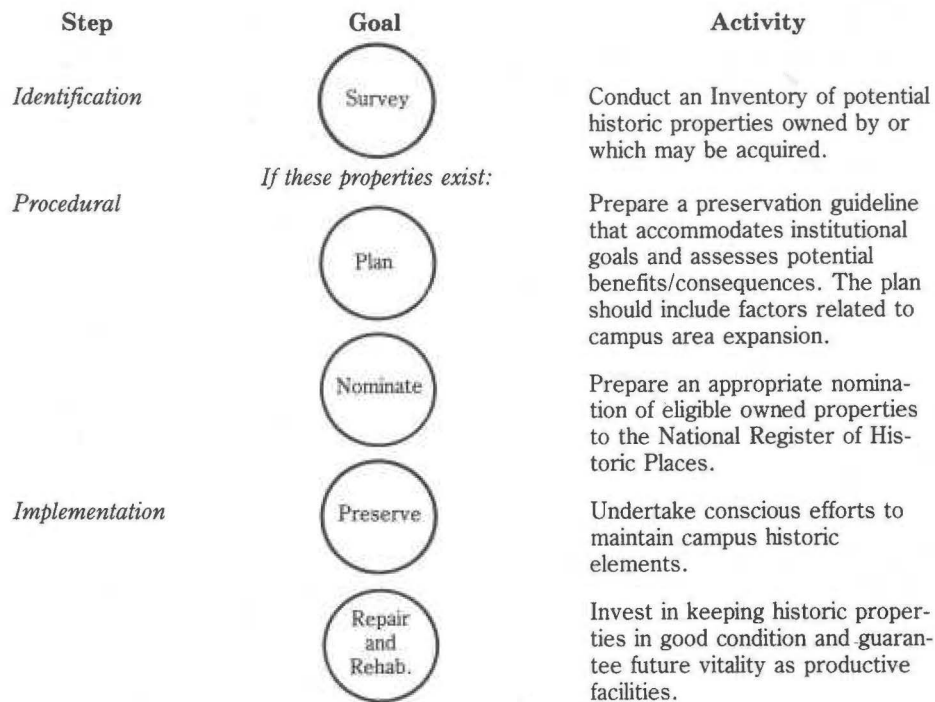 Step Goal Activity
Identification
Survey
Conduct an Inventory of potential
historic properties owned by or
which may be acquired.
If these properties exist:
Procedural
Plan
Prepare a preservation guideline
that accommodates institutional
goals and assesses potential
benefits/consequences. The plan
should include factors related to
campus area expansion.
Nominate
Prepare an appropriate nomina-
tion of eligible owned properties
to the National Register of His-
toric Places.
Implementation
Preserve
Undertake conscious efforts to
maintain campus historic
elements.
Repair
and
Rehab.
Invest in keeping historic proper-
ties in good condition and guaran-
tee future vitality as productive
facilities.